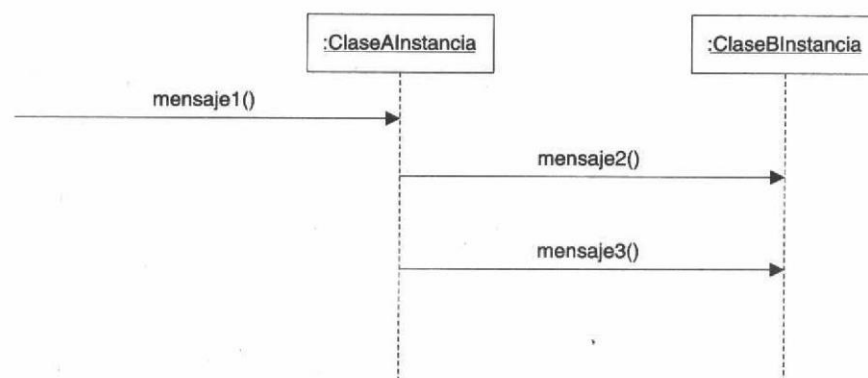 :ClaseAInstancia
:ClaseBInstancia
mensaje1()
mensaje2()
mensaje3()